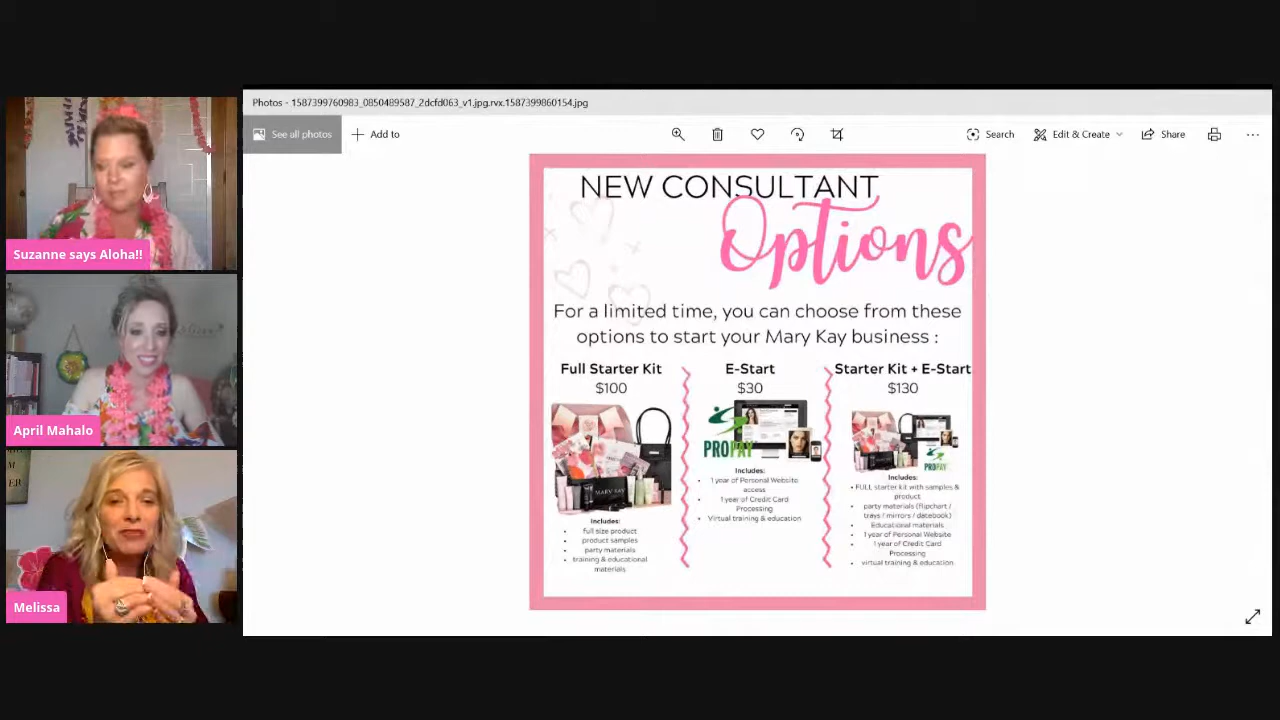 Photos - 1587399760983_0850489587_2dcfd063_v1.jpg.rvx.1587399860154.jpg
See all photos
Add to
Search
Edit & Create
Share
Suzanne says Aloha!!
April Mahalo
Melissa
NEW CONSULTANT
Options
For a limited time, you can choose from these
options to start your Mary Kay business :
Full Starter Kit
$100
MARY KAY
Includes:
full size product
product samples
party materials
training & educational
materials
E-Start
$30
PROPAY
Includes:
1 year of Personal Website
access
1 year of Credit Card
Processing
Virtual training & education
Starter Kit + E-Start
$130
PROPAY
Includes:
FULL starter kit with samples &
product
party materials (flipchart /
trays / mirrors / datebook)
Educational materials
1 year of Personal Website
1 year of Credit Card
Processing
virtual training & education